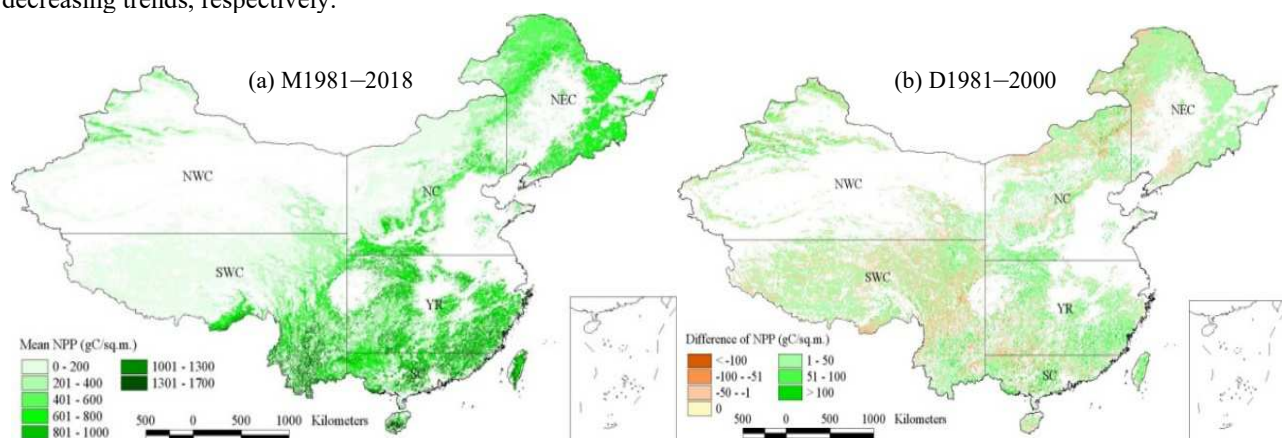 decreasing trends, respectively.
(a) M1981–2018
NEC
NWC
NC
SWC
YR
SC
Mean NPP (gC/sq.m.)
0 - 200
201 - 400
401 - 600
601 - 800
801 - 1000
1001 - 1300
1301 - 1700
500 0 500 1000 Kilometers
(b) D1981–2000
NEC
NWC
NC
SWC
YR
SC
Difference of NPP (gC/sq.m.)
< -100
-100 - -51
-50 - -1
0
1 - 50
51 - 100
> 100
500 0 500 1000 Kilometers